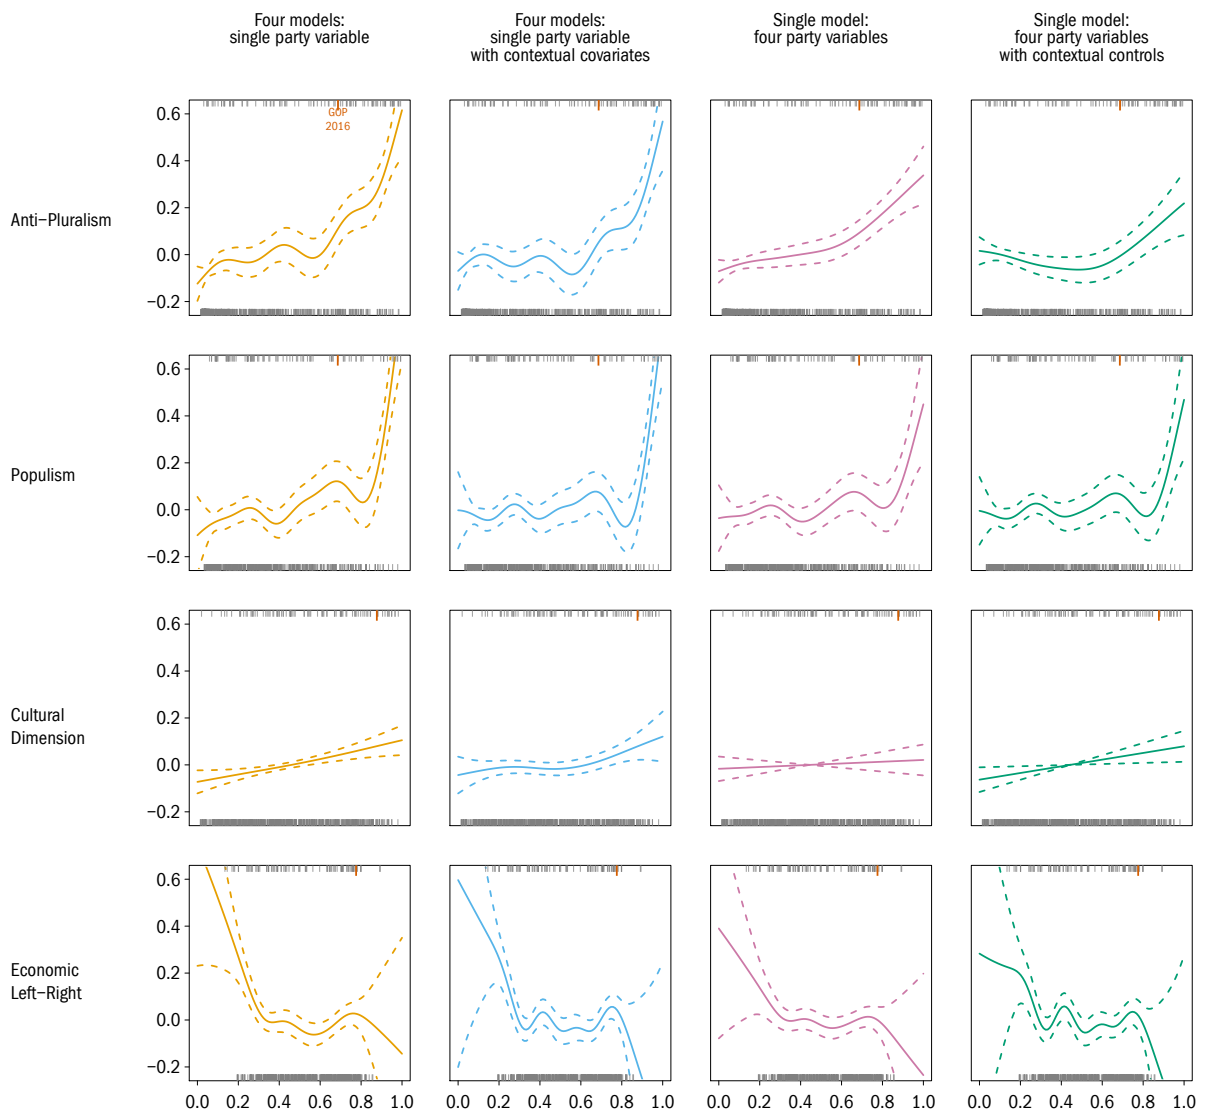 Four models:
single party variable
Four models:
single party variable
with contextual covariates
Single model:
four party variables
Single model:
four party variables
with contextual controls
Anti−Pluralism
0.6
0.4
0.2
0.0
−0.2
GOP
2016
Populism
0.6
0.4
0.2
0.0
−0.2
Cultural
Dimension
0.6
0.4
0.2
0.0
−0.2
Economic
Left−Right
0.6
0.4
0.2
0.0
−0.2
0.0 0.2 0.4 0.6 0.8 1.0
0.0 0.2 0.4 0.6 0.8 1.0
0.0 0.2 0.4 0.6 0.8 1.0
0.0 0.2 0.4 0.6 0.8 1.0